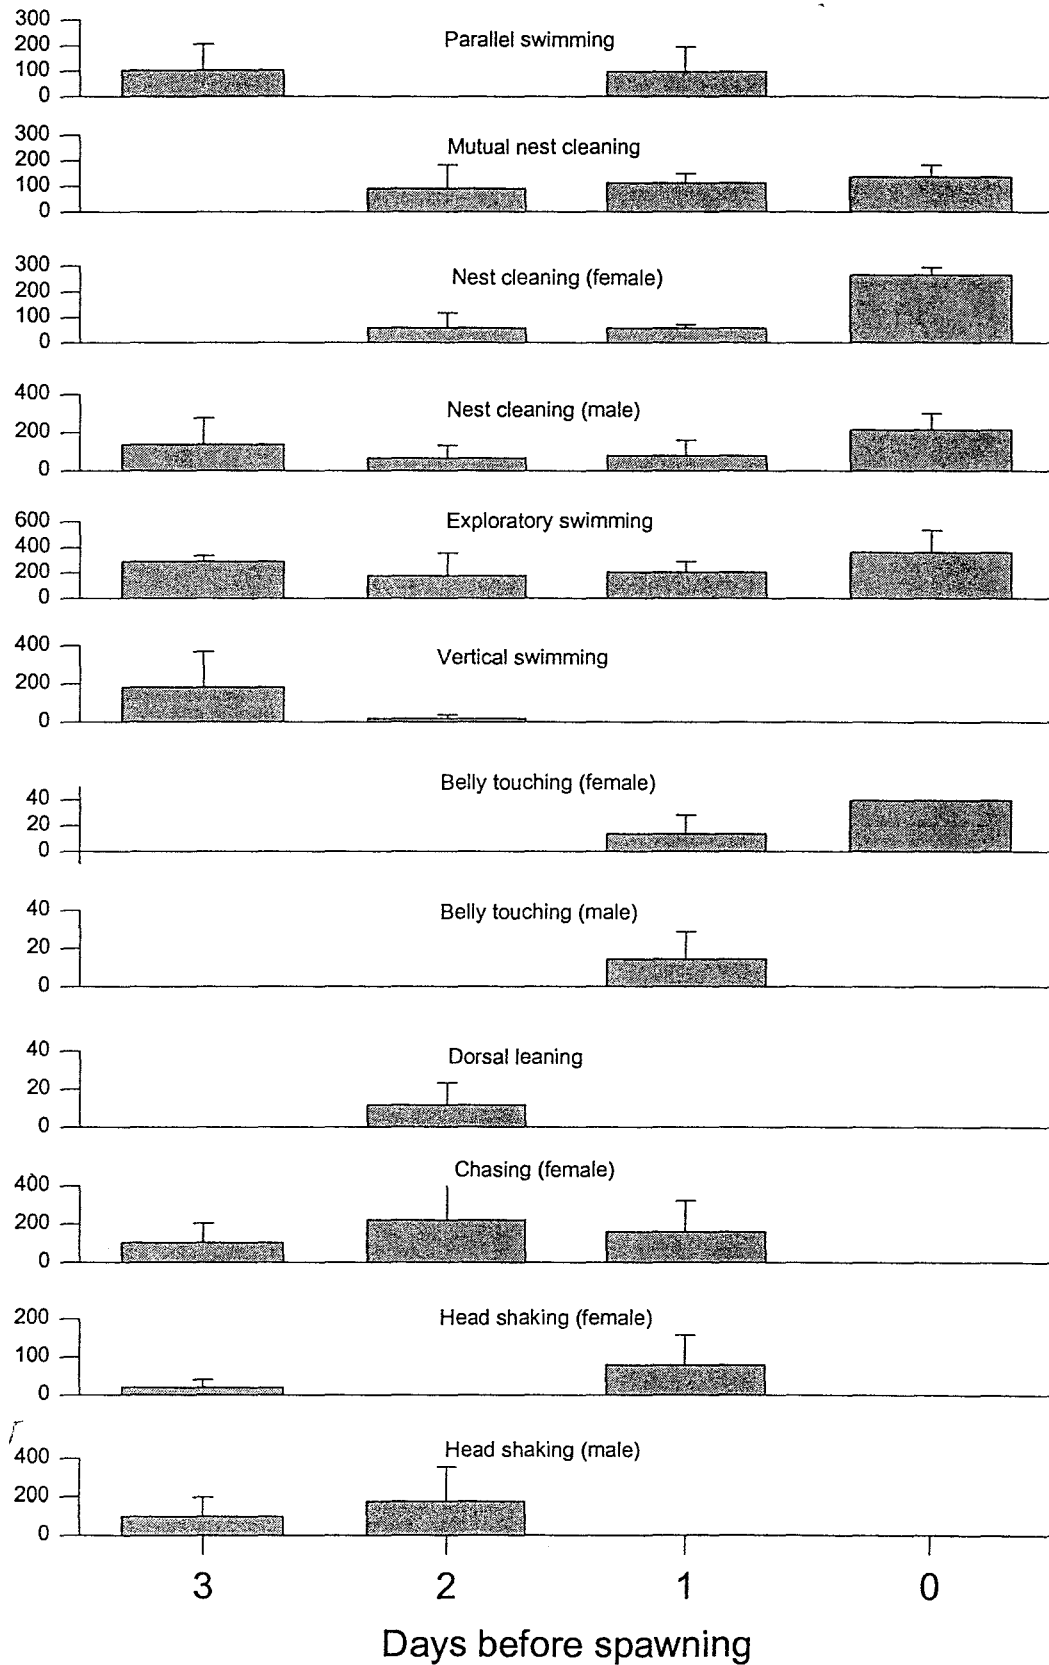 300
200
100
0
Parallel swimming
300
200
100
0
Mutual nest cleaning
300
200
100
0
Nest cleaning (female)
400
200
0
Nest cleaning (male)
600
400
200
0
Exploratory swimming
400
200
0
Vertical swimming
40
20
0
Belly touching (female)
40
20
0
Belly touching (male)
40
20
0
Dorsal leaning
400
200
0
Chasing (female)
200
100
0
Head shaking (female)
400
200
0
Head shaking (male)
3 2 1 0
Days before spawning